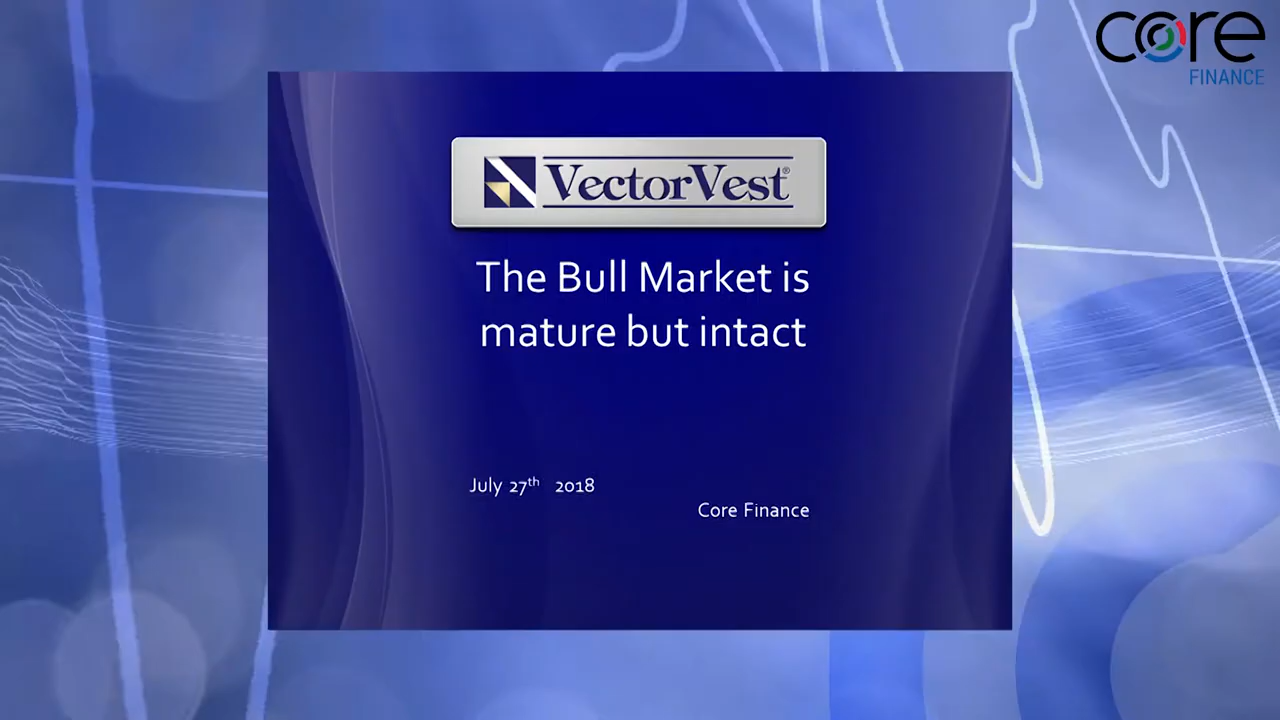 core
FINANCE
VectorVest®
The Bull Market is
mature but intact
July 27th 2018
Core Finance